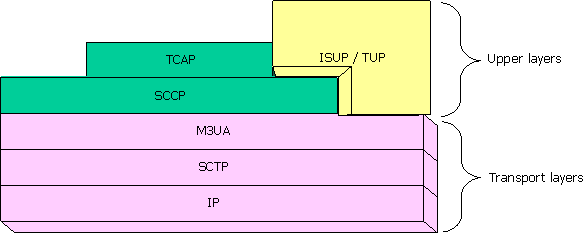 ISUP / TUP
Upper layers
TCAP
SCCP
M3UA
SCTP
Transport layers
IP